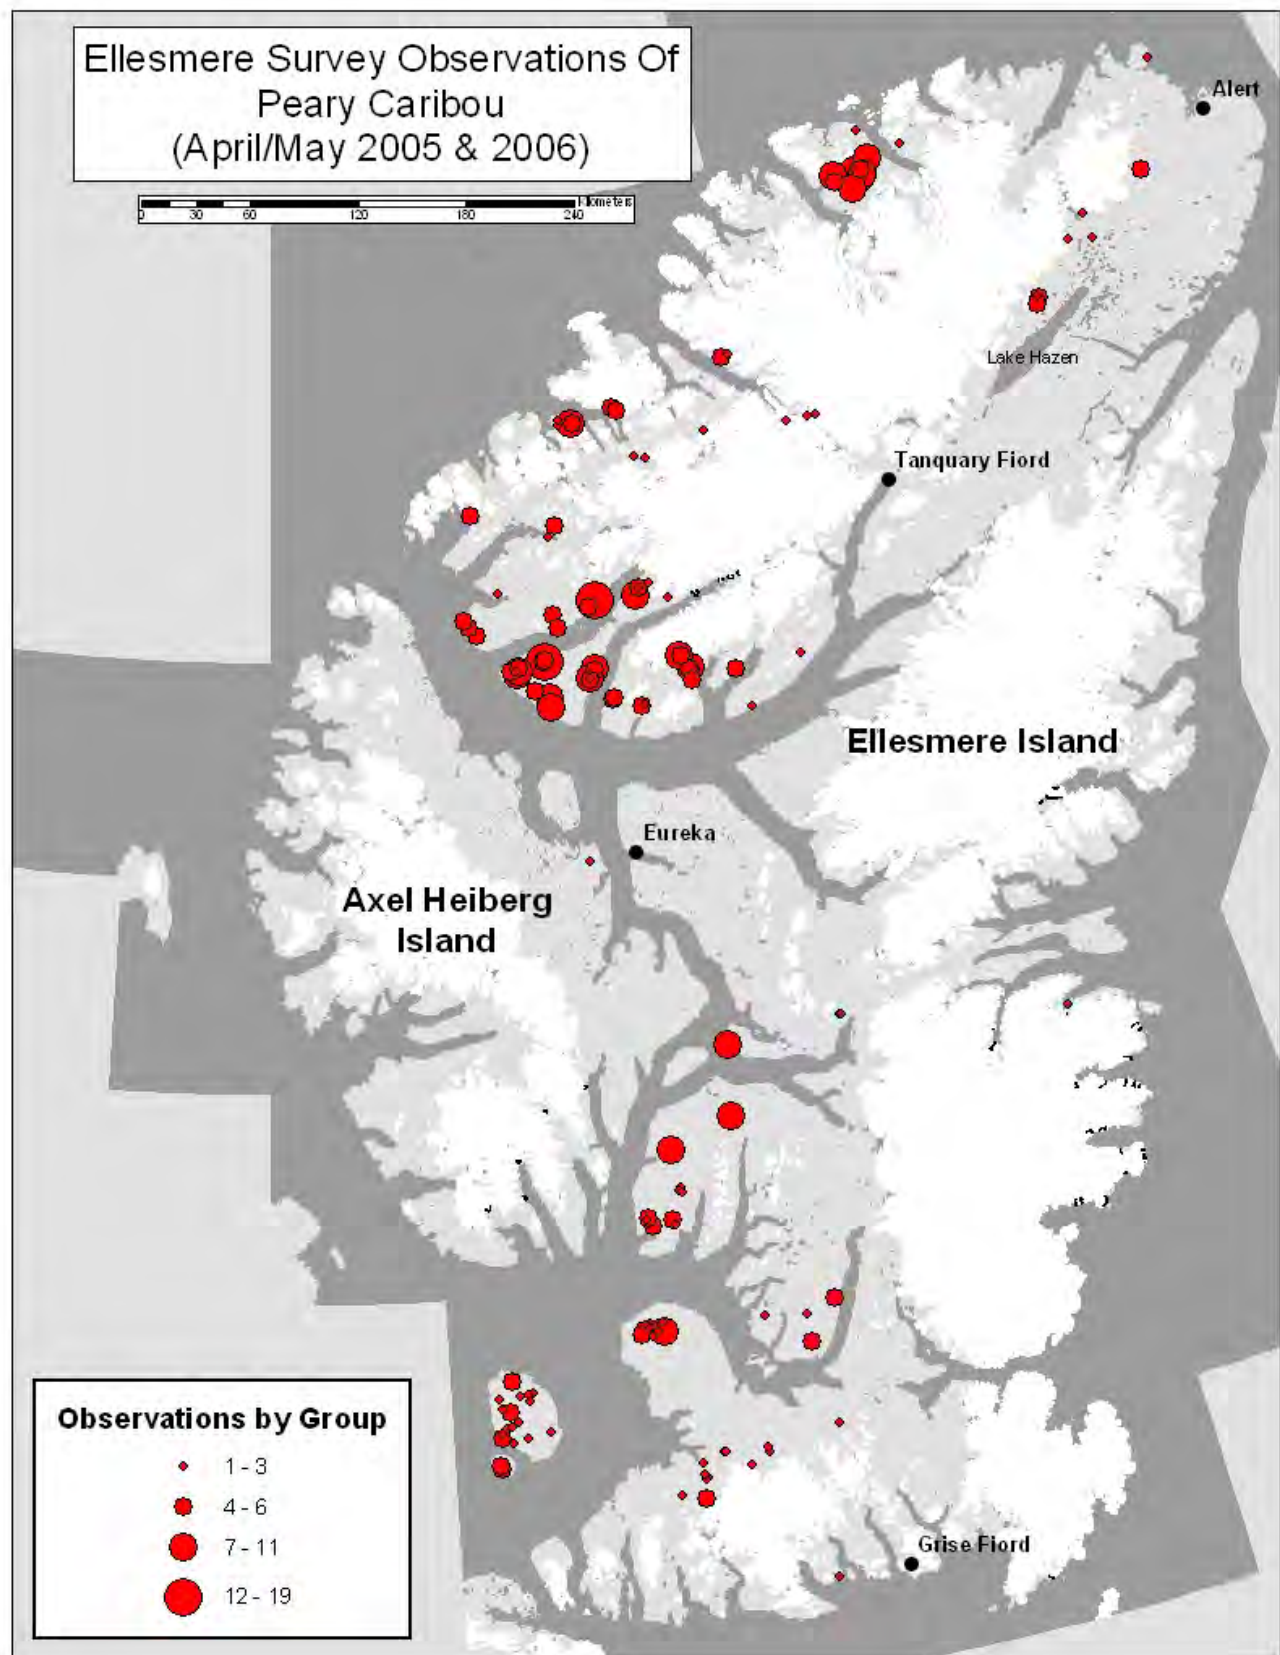 Ellesmere Survey Observations Of
Peary Caribou
(April/May 2005 & 2006)
Kilometers
0 30 60 120 180 240
Alert
Lake Hazen
Tanquary Fiord
Ellesmere Island
Eureka
Axel Heiberg
Island
Observations by Group
1 - 3
4 - 6
7 - 11
12 - 19
Grise Fiord